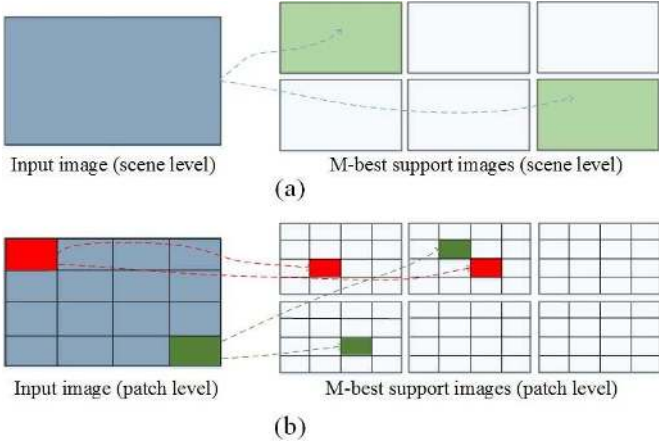 Input image (scene level)
M-best support images (scene level)
(a)
Input image (patch level)
M-best support images (patch level)
(b)